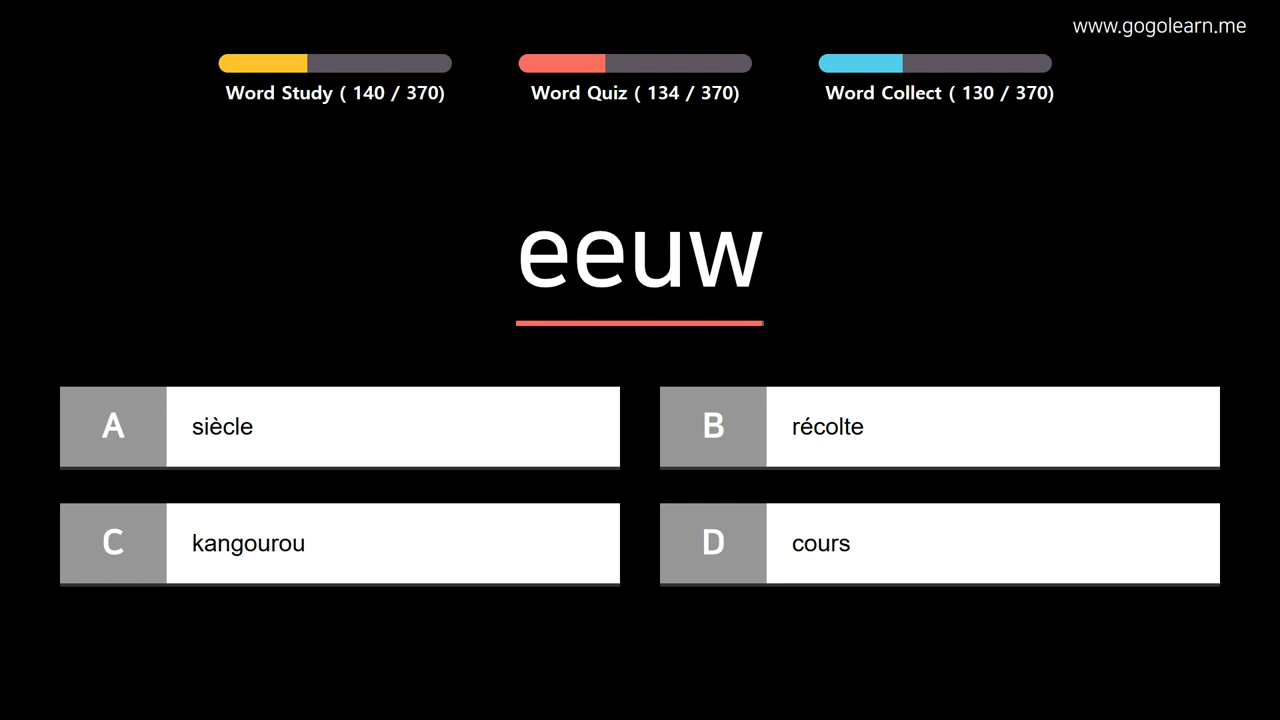 www.gogolearn.me
Word Study ( 140 / 370)
Word Quiz ( 134 / 370)
Word Collect ( 130 / 370)
eeuw
A siècle
B récolte
C kangourou
D cours